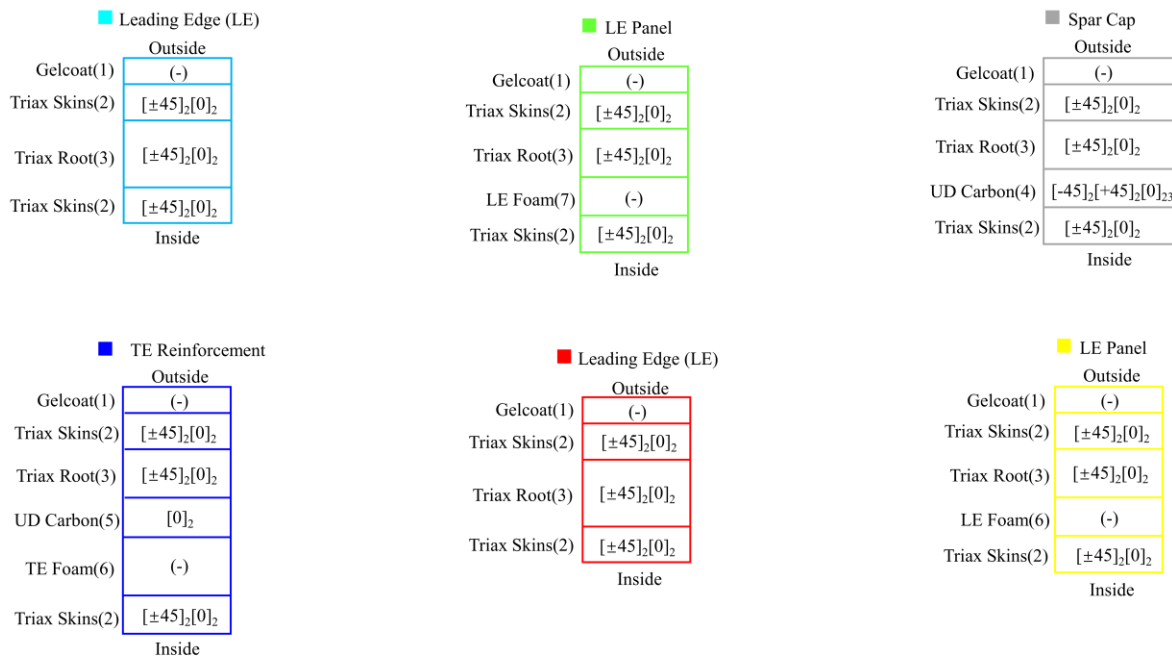 Leading Edge (LE)
Outside
Gelcoat(1) (-)
Triax Skins(2) [±45]₂[0]₂
Triax Root(3) [±45]₂[0]₂
Triax Skins(2) [±45]₂[0]₂
Inside
LE Panel
Outside
Gelcoat(1) (-)
Triax Skins(2) [±45]₂[0]₂
Triax Root(3) [±45]₂[0]₂
LE Foam(7) (-)
Triax Skins(2) [±45]₂[0]₂
Inside
Spar Cap
Outside
Gelcoat(1) (-)
Triax Skins(2) [±45]₂[0]₂
Triax Root(3) [±45]₂[0]₂
UD Carbon(4) [-45]₂[+45]₂[0]₂₃
Triax Skins(2) [±45]₂[0]₂
Inside
TE Reinforcement
Outside
Gelcoat(1) (-)
Triax Skins(2) [±45]₂[0]₂
Triax Root(3) [±45]₂[0]₂
UD Carbon(5) [0]₂
TE Foam(6) (-)
Triax Skins(2) [±45]₂[0]₂
Inside
Leading Edge (LE)
Outside
Gelcoat(1) (-)
Triax Skins(2) [±45]₂[0]₂
Triax Root(3) [±45]₂[0]₂
Triax Skins(2) [±45]₂[0]₂
Inside
LE Panel
Outside
Gelcoat(1) (-)
Triax Skins(2) [±45]₂[0]₂
Triax Root(3) [±45]₂[0]₂
LE Foam(6) (-)
Triax Skins(2) [±45]₂[0]₂
Inside